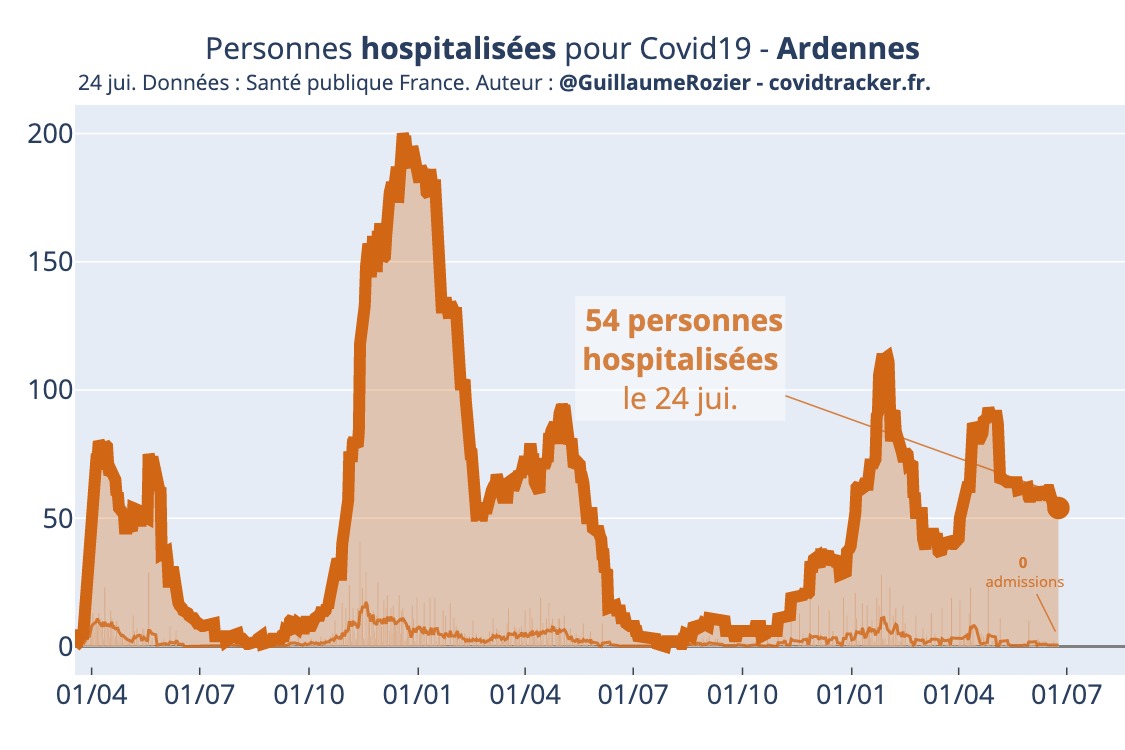 Personnes hospitalisées pour Covid19 - Ardennes
24 jui. Données : Santé publique France. Auteur : @GuillaumeRozier - covidtracker.fr.
200
150
100
50
0
54 personnes
hospitalisées
le 24 jui.
0
admissions
01/04 01/07 01/10 01/01 01/04 01/07 01/10 01/01 01/04 01/07